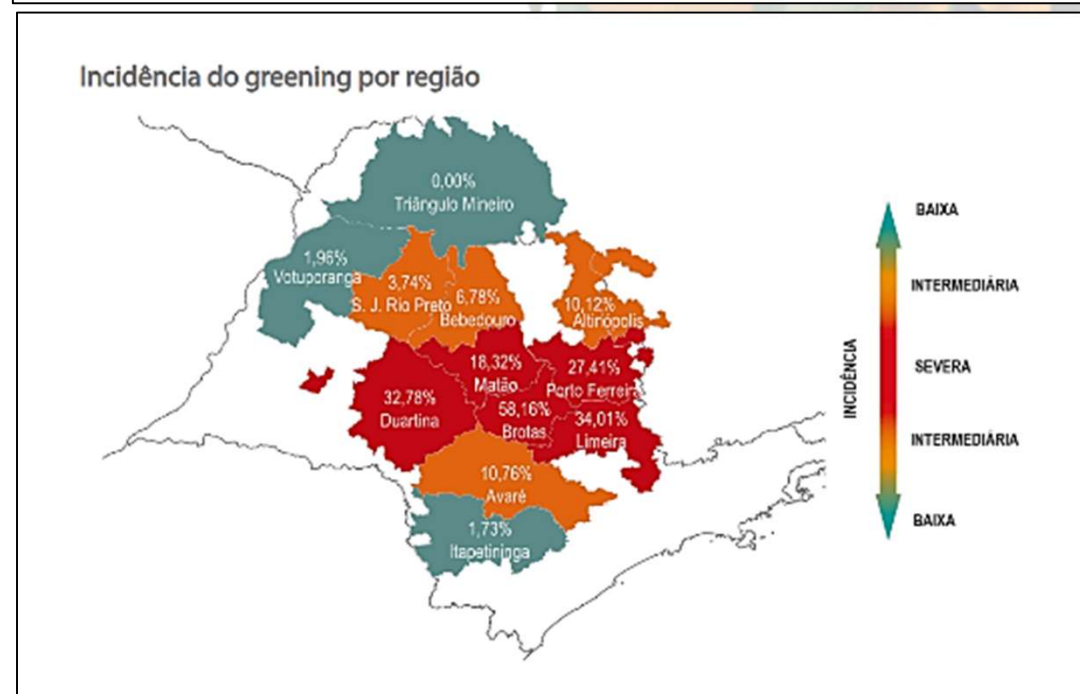 Incidência do greening por região
0,00%
Triângulo Mineiro
1,96%
Votuporanga
3,74%
S. J. Rio Preto
6,78%
Bebedouro
10,12%
Altinópolis
18,32%
Matão
27,41%
Porto Ferreira
32,78%
Duartina
58,16%
Brotas
34,01%
Limeira
10,76%
Avaré
1,73%
Itapetininga
INCIDÊNCIA
BAIXA
INTERMEDIÁRIA
SEVERA
INTERMEDIÁRIA
BAIXA